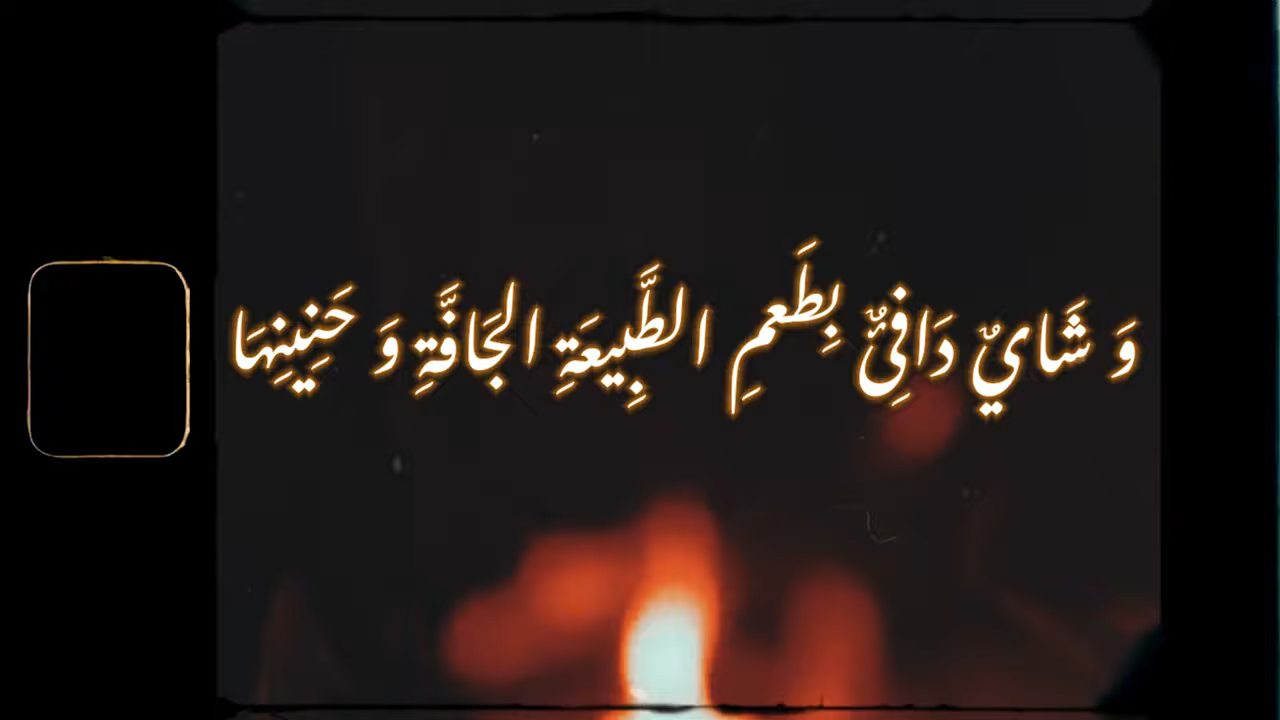 وَ شَايٌ دَافِئٌ بِطَعمِ الطَّبِيعَةِ الجَافَّةِ وَ حَنِينِهَا